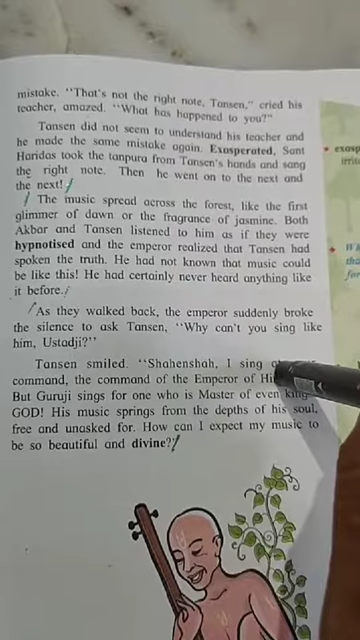 mistake. "That's not the right note, Tansen," cried his
teacher, amazed. "What has happened to you?"
Tansen did not seem to understand his teacher and
he made the same mistake again. Exasperated, Sant
Haridas took the tanpura from Tansen's hands and sang
the right note. Then he went on to the next and
the next!
The music spread across the forest, like the first
glimmer of dawn or the fragrance of jasmine. Both
Akbar and Tansen listened to him as if they were
hypnotised and the emperor realized that Tansen had
spoken the truth. He had not known that music could
be like this! He had certainly never heard anything like
it before.
As they walked back, the emperor suddenly broke
the silence to ask Tansen, "Why can't you sing like
him, Ustadji?"
Tansen smiled. "Shahenshah, I sing
command, the command of the Emperor of
But Guruji sings for one who is Master of even
GOD! His music springs from the depths of his soul,
free and unasked for. How can I expect my music to
be so beautiful and divine?"